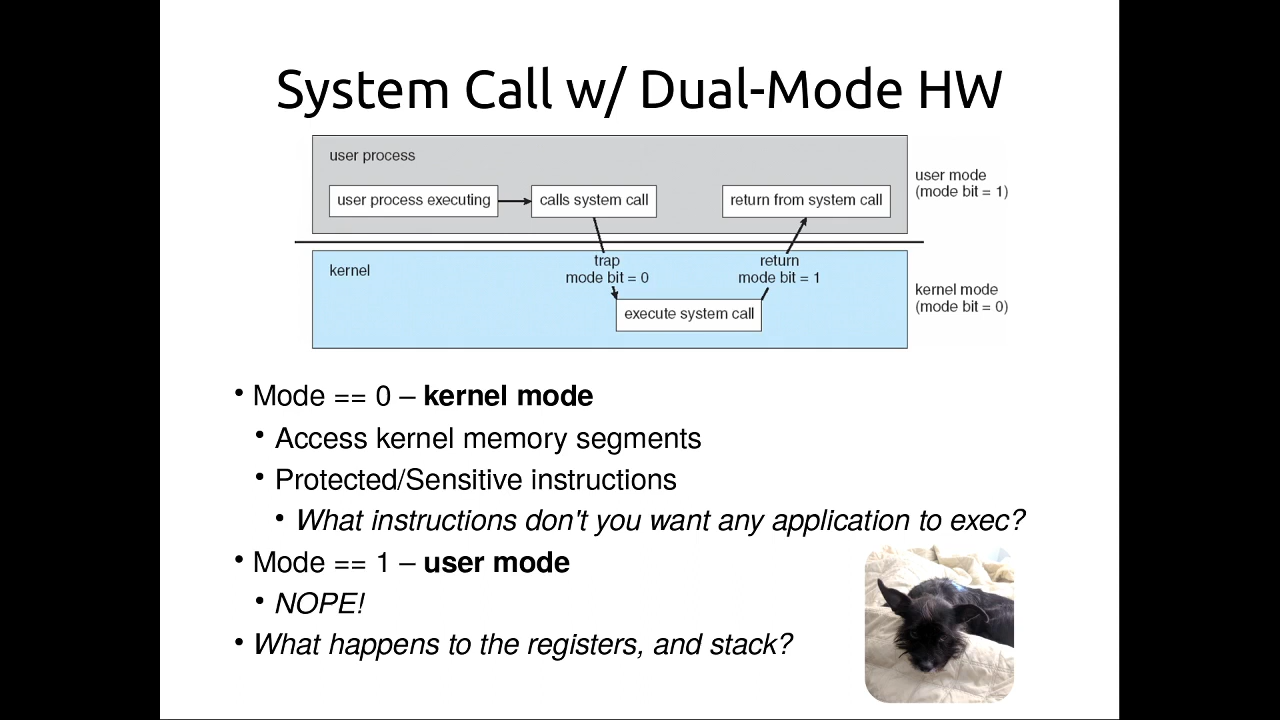 System Call w/ Dual-Mode HW
user process
user process executing
calls system call
return from system call
user mode
(mode bit = 1)
kernel
trap
mode bit = 0
return
mode bit = 1
execute system call
kernel mode
(mode bit = 0)
• Mode == 0 – kernel mode
• Access kernel memory segments
• Protected/Sensitive instructions
• What instructions don't you want any application to exec?
• Mode == 1 – user mode
• NOPE!
• What happens to the registers, and stack?